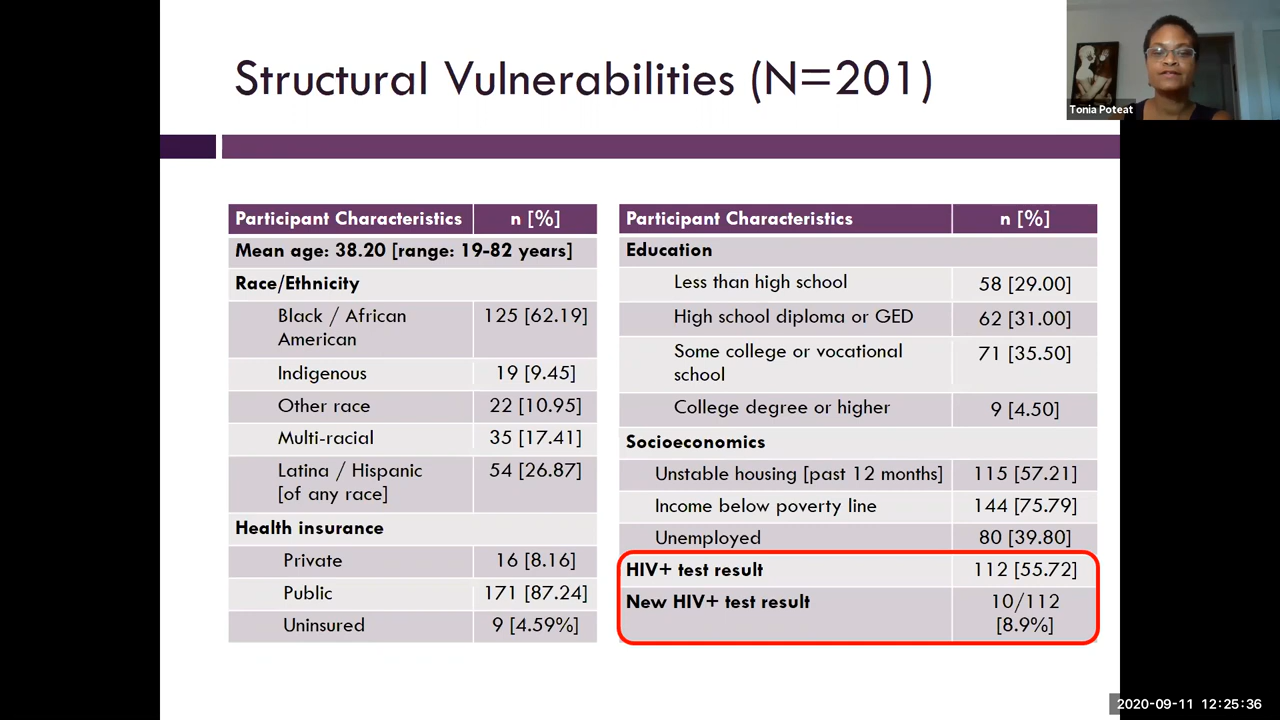 Structural Vulnerabilities (N=201)
Tonia Poteat
Participant Characteristics n [%]
Mean age: 38.20 [range: 19-82 years]
Race/Ethnicity
Black / African
American 125 [62.19]
Indigenous 19 [9.45]
Other race 22 [10.95]
Multi-racial 35 [17.41]
Latina / Hispanic
[of any race] 54 [26.87]
Health insurance
Private 16 [8.16]
Public 171 [87.24]
Uninsured 9 [4.59%]
Participant Characteristics n [%]
Education
Less than high school 58 [29.00]
High school diploma or GED 62 [31.00]
Some college or vocational
school 71 [35.50]
College degree or higher 9 [4.50]
Socioeconomics
Unstable housing [past 12 months] 115 [57.21]
Income below poverty line 144 [75.79]
Unemployed 80 [39.80]
HIV+ test result 112 [55.72]
New HIV+ test result 10/112
[8.9%]
2020-09-11 12:25:36